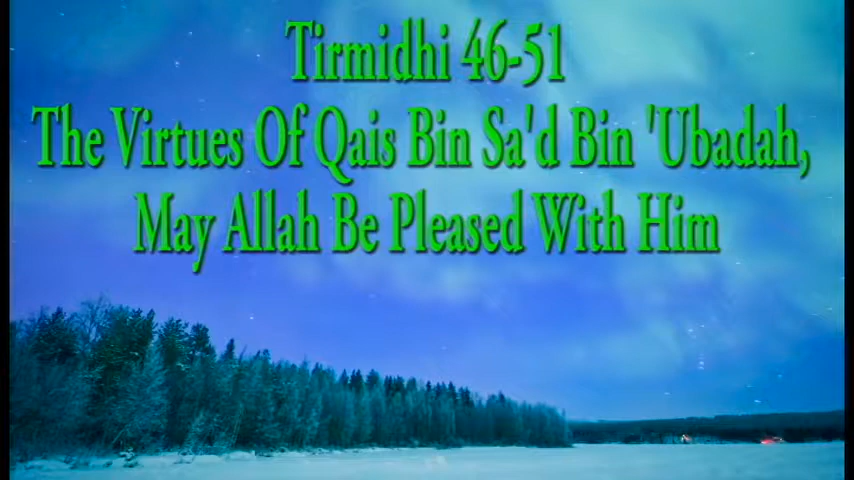 Tirmidhi 46-51
The Virtues Of Qais Bin Sa'd Bin 'Ubadah,
May Allah Be Pleased With Him